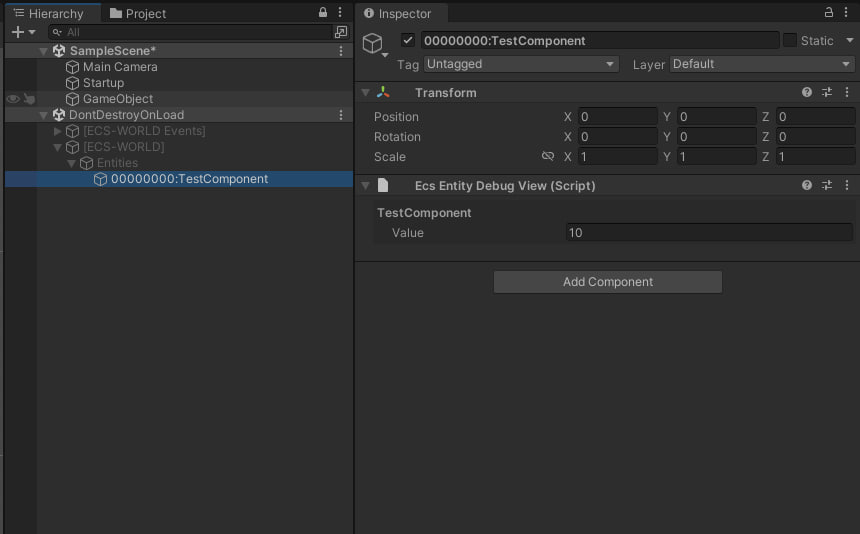 Hierarchy
Project
All
SampleScene*
Main Camera
Startup
GameObject
DontDestroyOnLoad
[ECS-WORLD Events]
[ECS-WORLD]
Entities
00000000:TestComponent
Inspector
00000000:TestComponent
Static
Tag Untagged Layer Default
Transform
Position X 0 Y 0 Z 0
Rotation X 0 Y 0 Z 0
Scale X 1 Y 1 Z 1
Ecs Entity Debug View (Script)
TestComponent
Value 10
Add Component